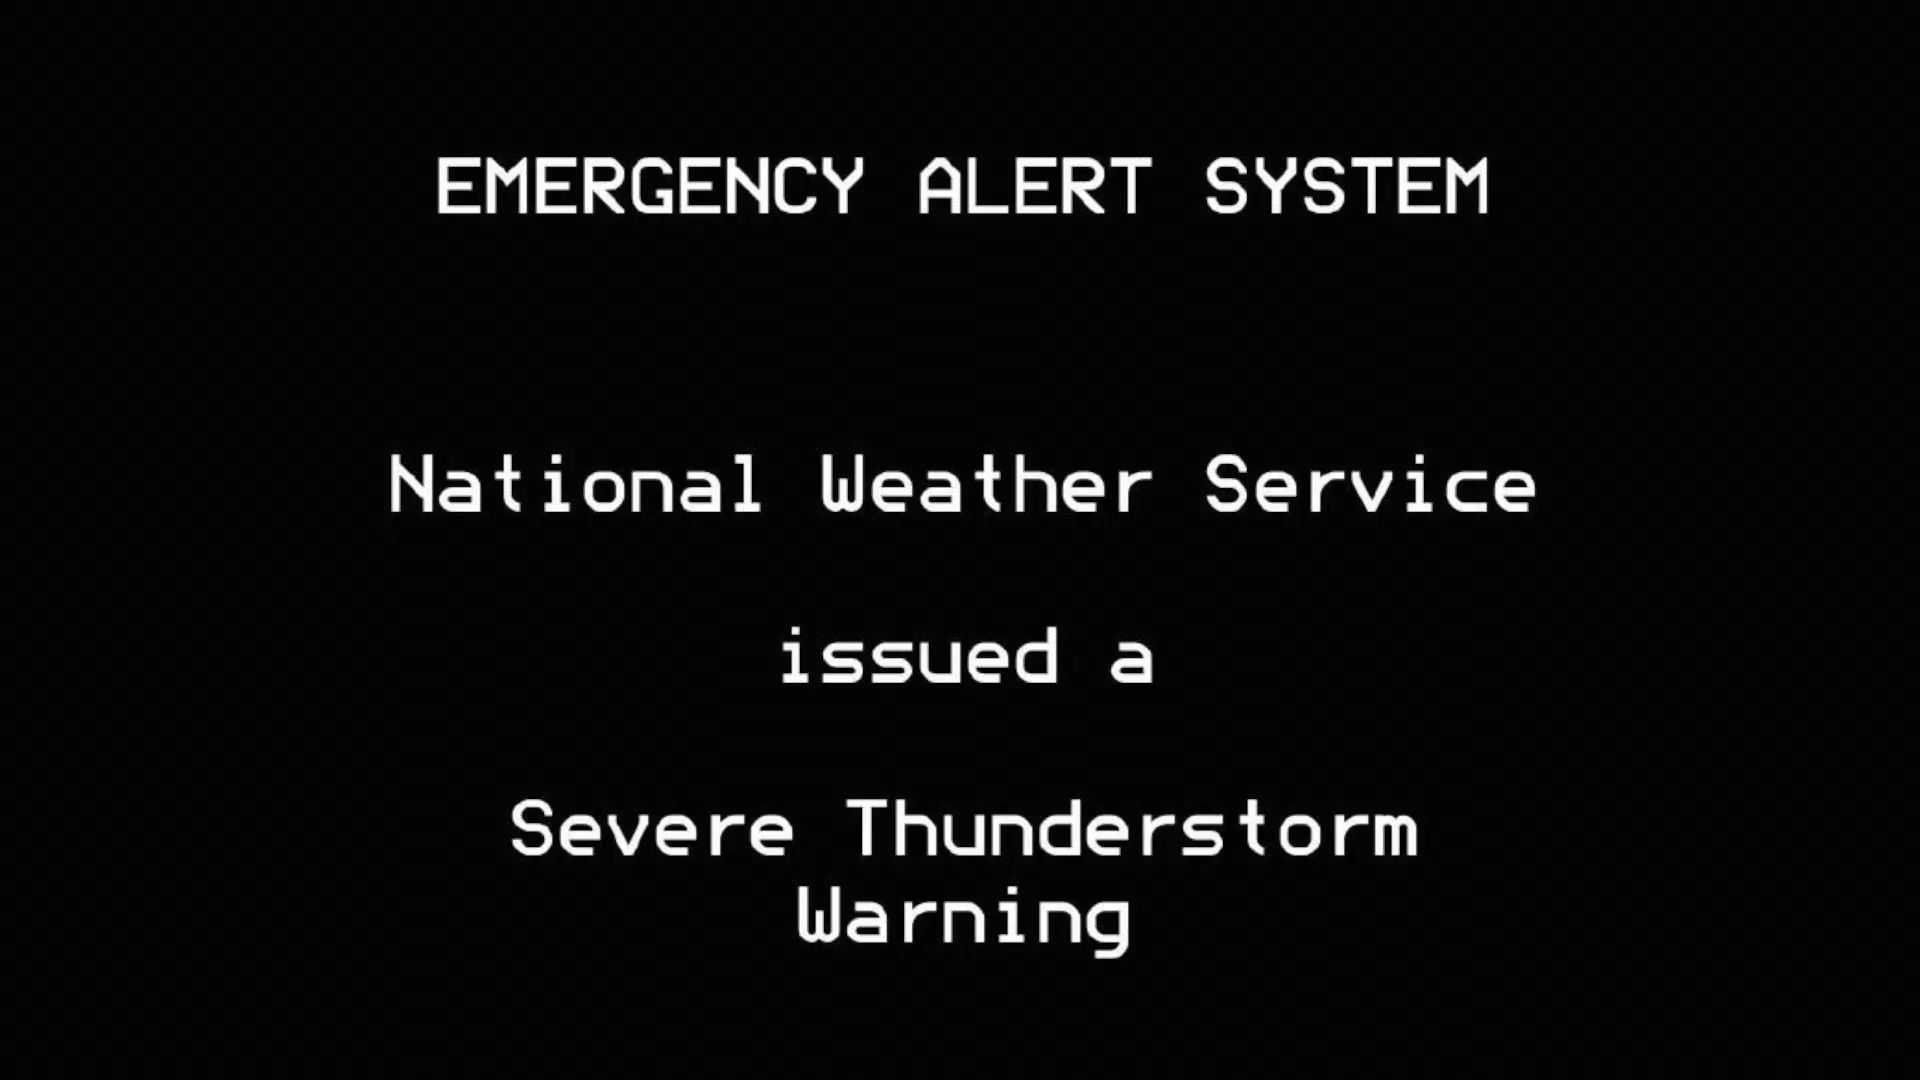 EMERGENCY ALERT SYSTEM
National Weather Service
issued a
Severe Thunderstorm
Warning